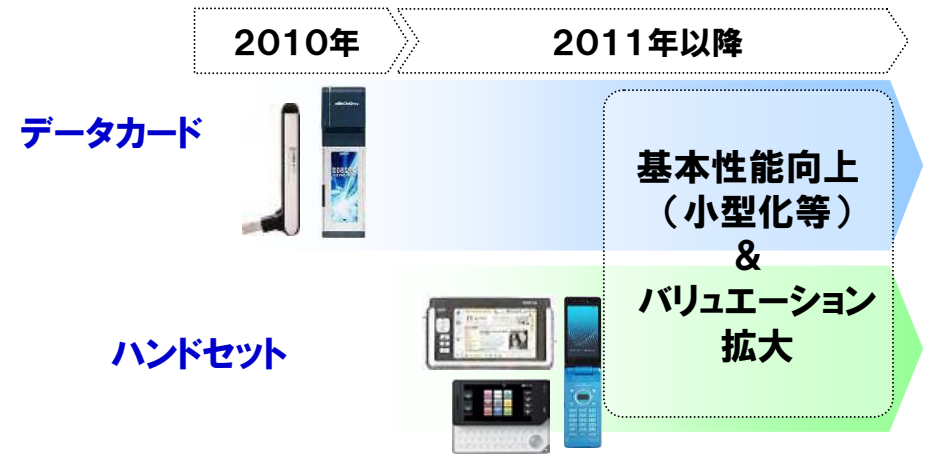 2010年
2011年以降
データカード
基本性能向上
（小型化等）
&
バリュエーション
拡大
ハンドセット